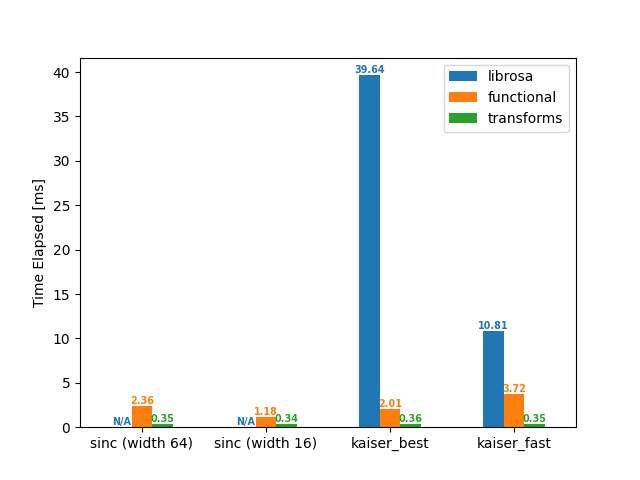 librosa
functional
transforms
Time Elapsed [ms]
40
35
30
25
20
15
10
5
0
N/A 2.36 0.35
N/A 1.18 0.34
39.64 2.01 0.36
10.81 3.72 0.35
sinc (width 64) sinc (width 16) kaiser_best kaiser_fast